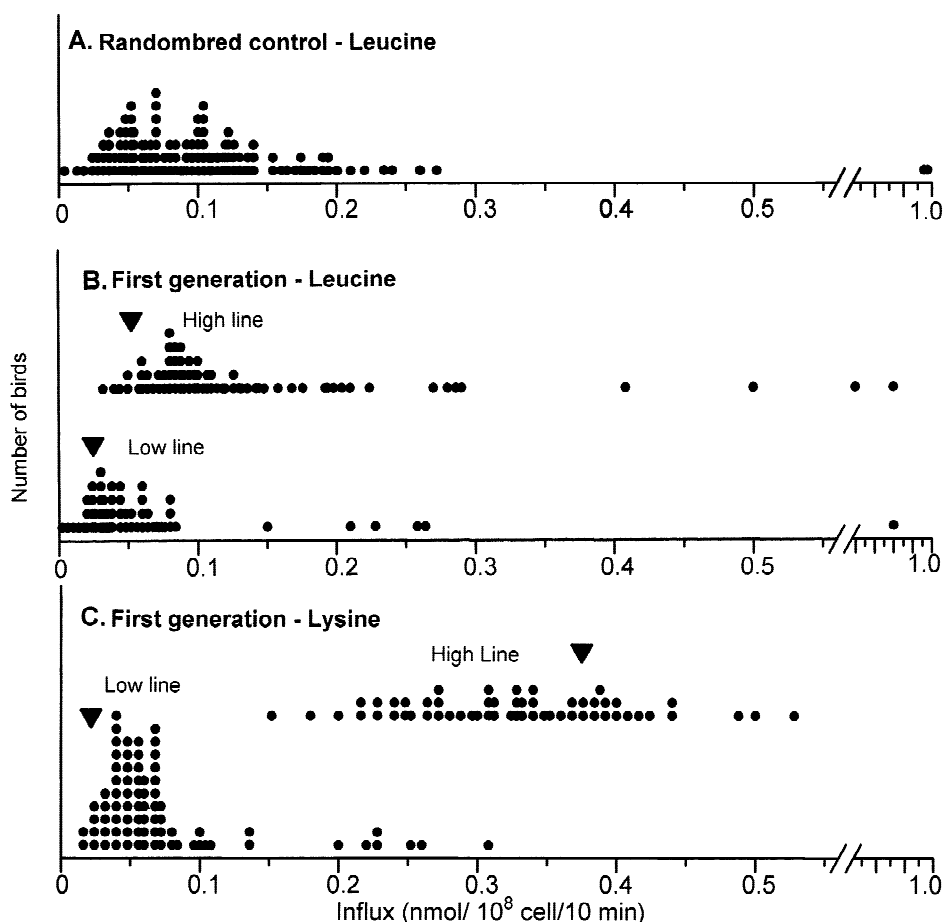 A. Randombred control - Leucine
0 0.1 0.2 0.3 0.4 0.5 1.0
B. First generation - Leucine
High line
Number of birds
Low line
0 0.1 0.2 0.3 0.4 0.5 1.0
C. First generation - Lysine
High Line
Low line
0 0.1 0.2 0.3 0.4 0.5 1.0
Influx (nmol/ 10⁸ cell/10 min)